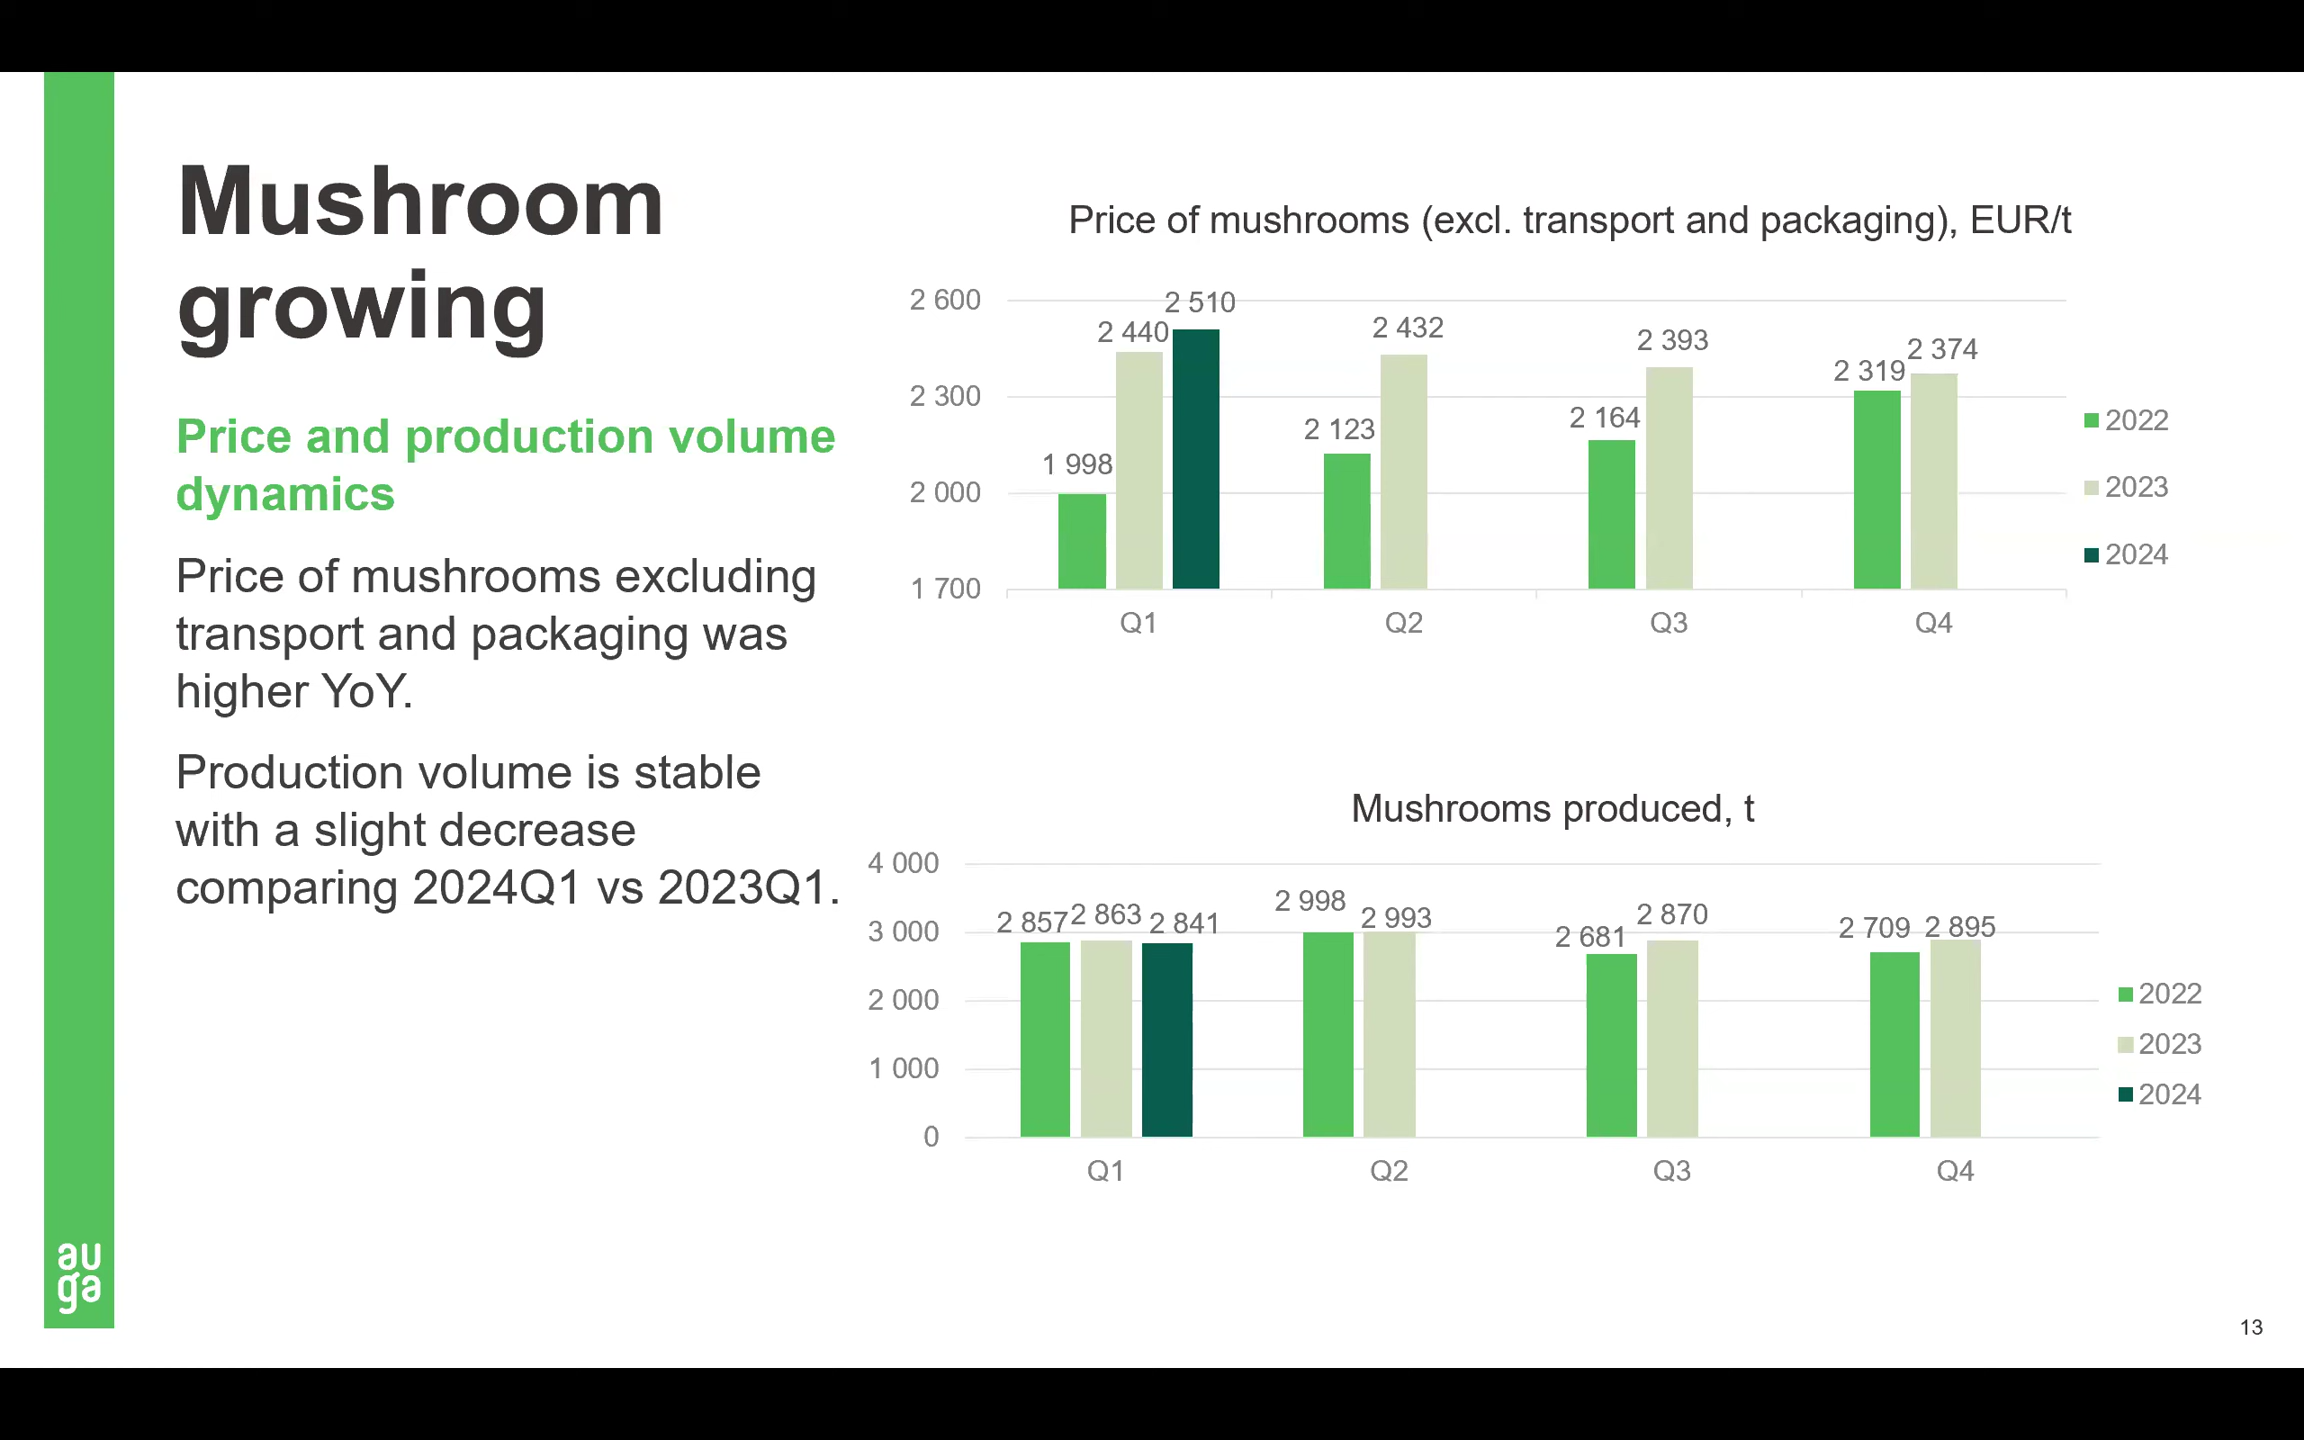 Mushroom
growing
Price and production volume
dynamics
Price of mushrooms excluding
transport and packaging was
higher YoY.
Production volume is stable
with a slight decrease
comparing 2024Q1 vs 2023Q1.
au
ga
Price of mushrooms (excl. transport and packaging), EUR/t
2 600
2 300
2 000
1 700
1 998
2 440
2 510
2 123
2 432
2 164
2 393
2 319
2 374
Q1
Q2
Q3
Q4
2022
2023
2024
Mushrooms produced, t
4 000
3 000
2 000
1 000
0
2 857
2 863
2 841
2 998
2 993
2 681
2 870
2 709
2 895
Q1
Q2
Q3
Q4
2022
2023
2024
13